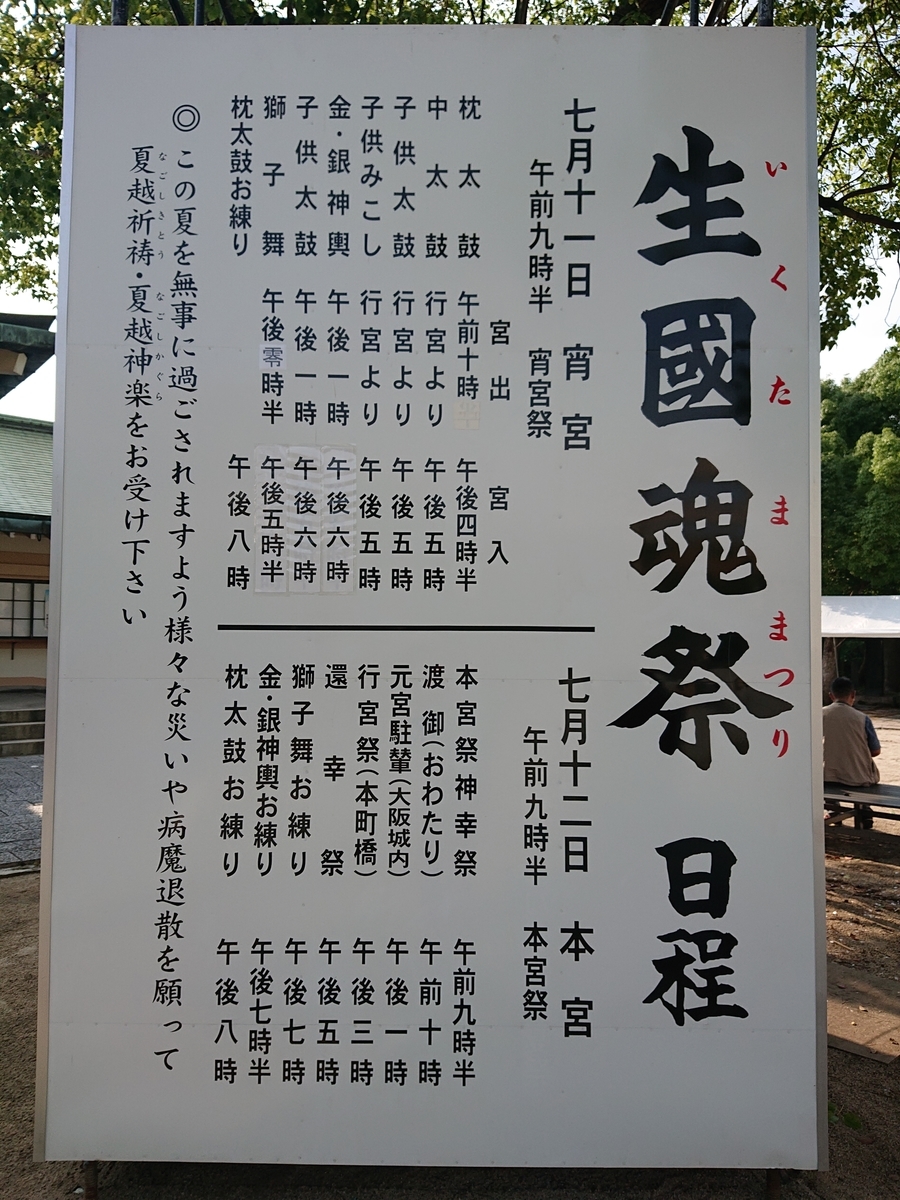 生國魂祭 日程
いくたままつり
七月十一日 宵宮
午前九時半 宵宮祭
宮出 宮入
枕太鼓 午前十時 午後四時半
中太鼓 行宮より 午後五時
子供太鼓 行宮より 午後五時
子供みこし 行宮より 午後五時
金・銀神輿 午後一時 午後六時
子供太鼓 午後一時 午後六時
獅子舞 午後零時半 午後五時半
枕太鼓お練り 午後八時
七月十二日 本宮
午前九時半 本宮祭
本宮祭神幸祭 午前九時半
渡御(おわたり) 午前十時
元宮駐輦(大阪城内) 午後一時
行宮祭(本町橋) 午後三時
還幸祭 午後五時
獅子舞お練り 午後七時
金・銀神輿お練り 午後七時半
枕太鼓お練り 午後八時
◎この夏を無事に過ごされますよう様々な災いや病魔退散を願って
夏越祈祷・夏越神楽をお受け下さい
なごしきとう なごしかぐら